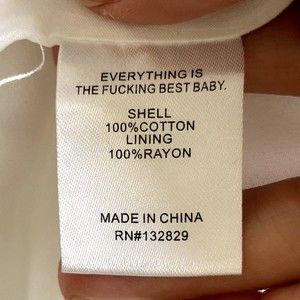 EVERYTHING IS
THE FUCKING BEST BABY.
SHELL
100%COTTON
LINING
100%RAYON
MADE IN CHINA
RN#132829